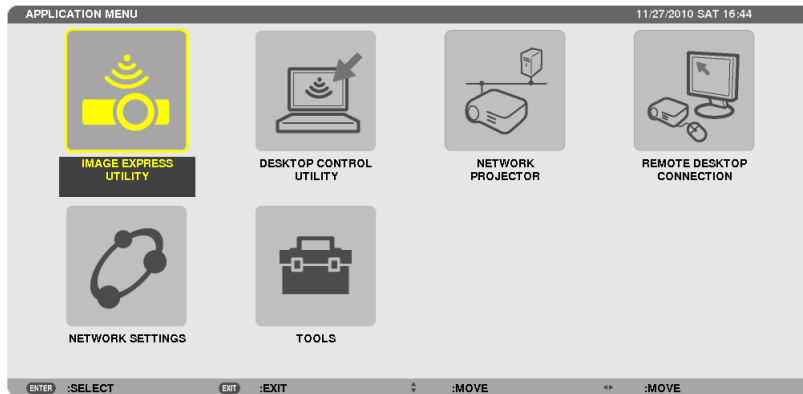 APPLICATION MENU 11/27/2010 SAT 16:44
IMAGE EXPRESS
UTILITY
DESKTOP CONTROL
UTILITY
NETWORK
PROJECTOR
REMOTE DESKTOP
CONNECTION
NETWORK SETTINGS
TOOLS
ENTER :SELECT EXIT :EXIT :MOVE :MOVE